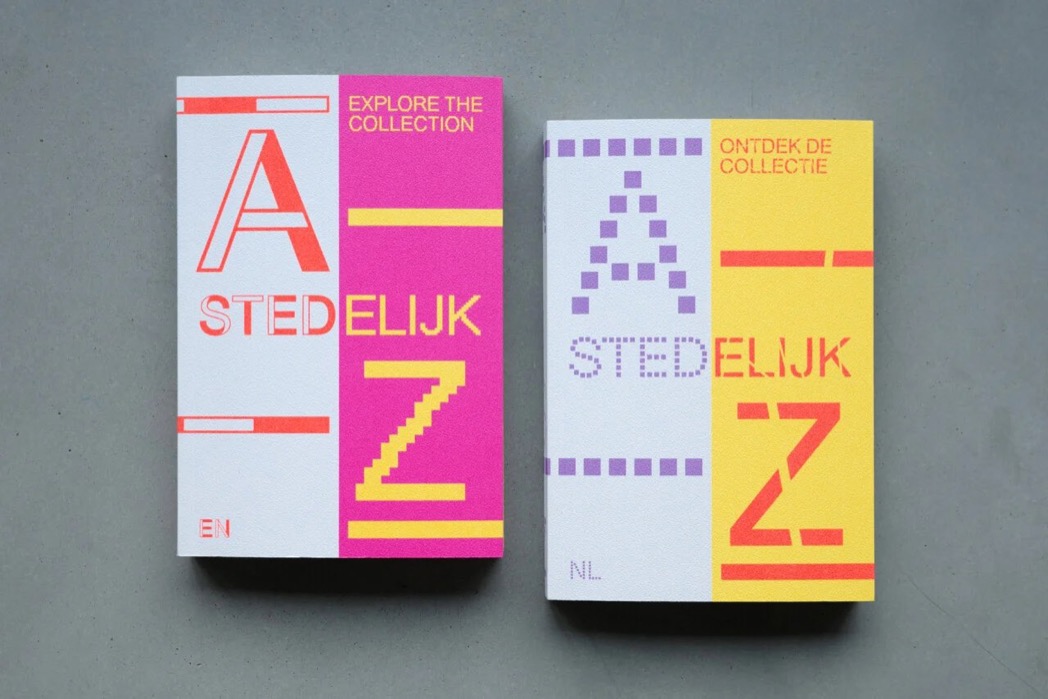 EXPLORE THE
COLLECTION
A
STEDELIJK
Z
EN
ONTDEK DE
COLLECTIE
A
STEDELIJK
Z
NL